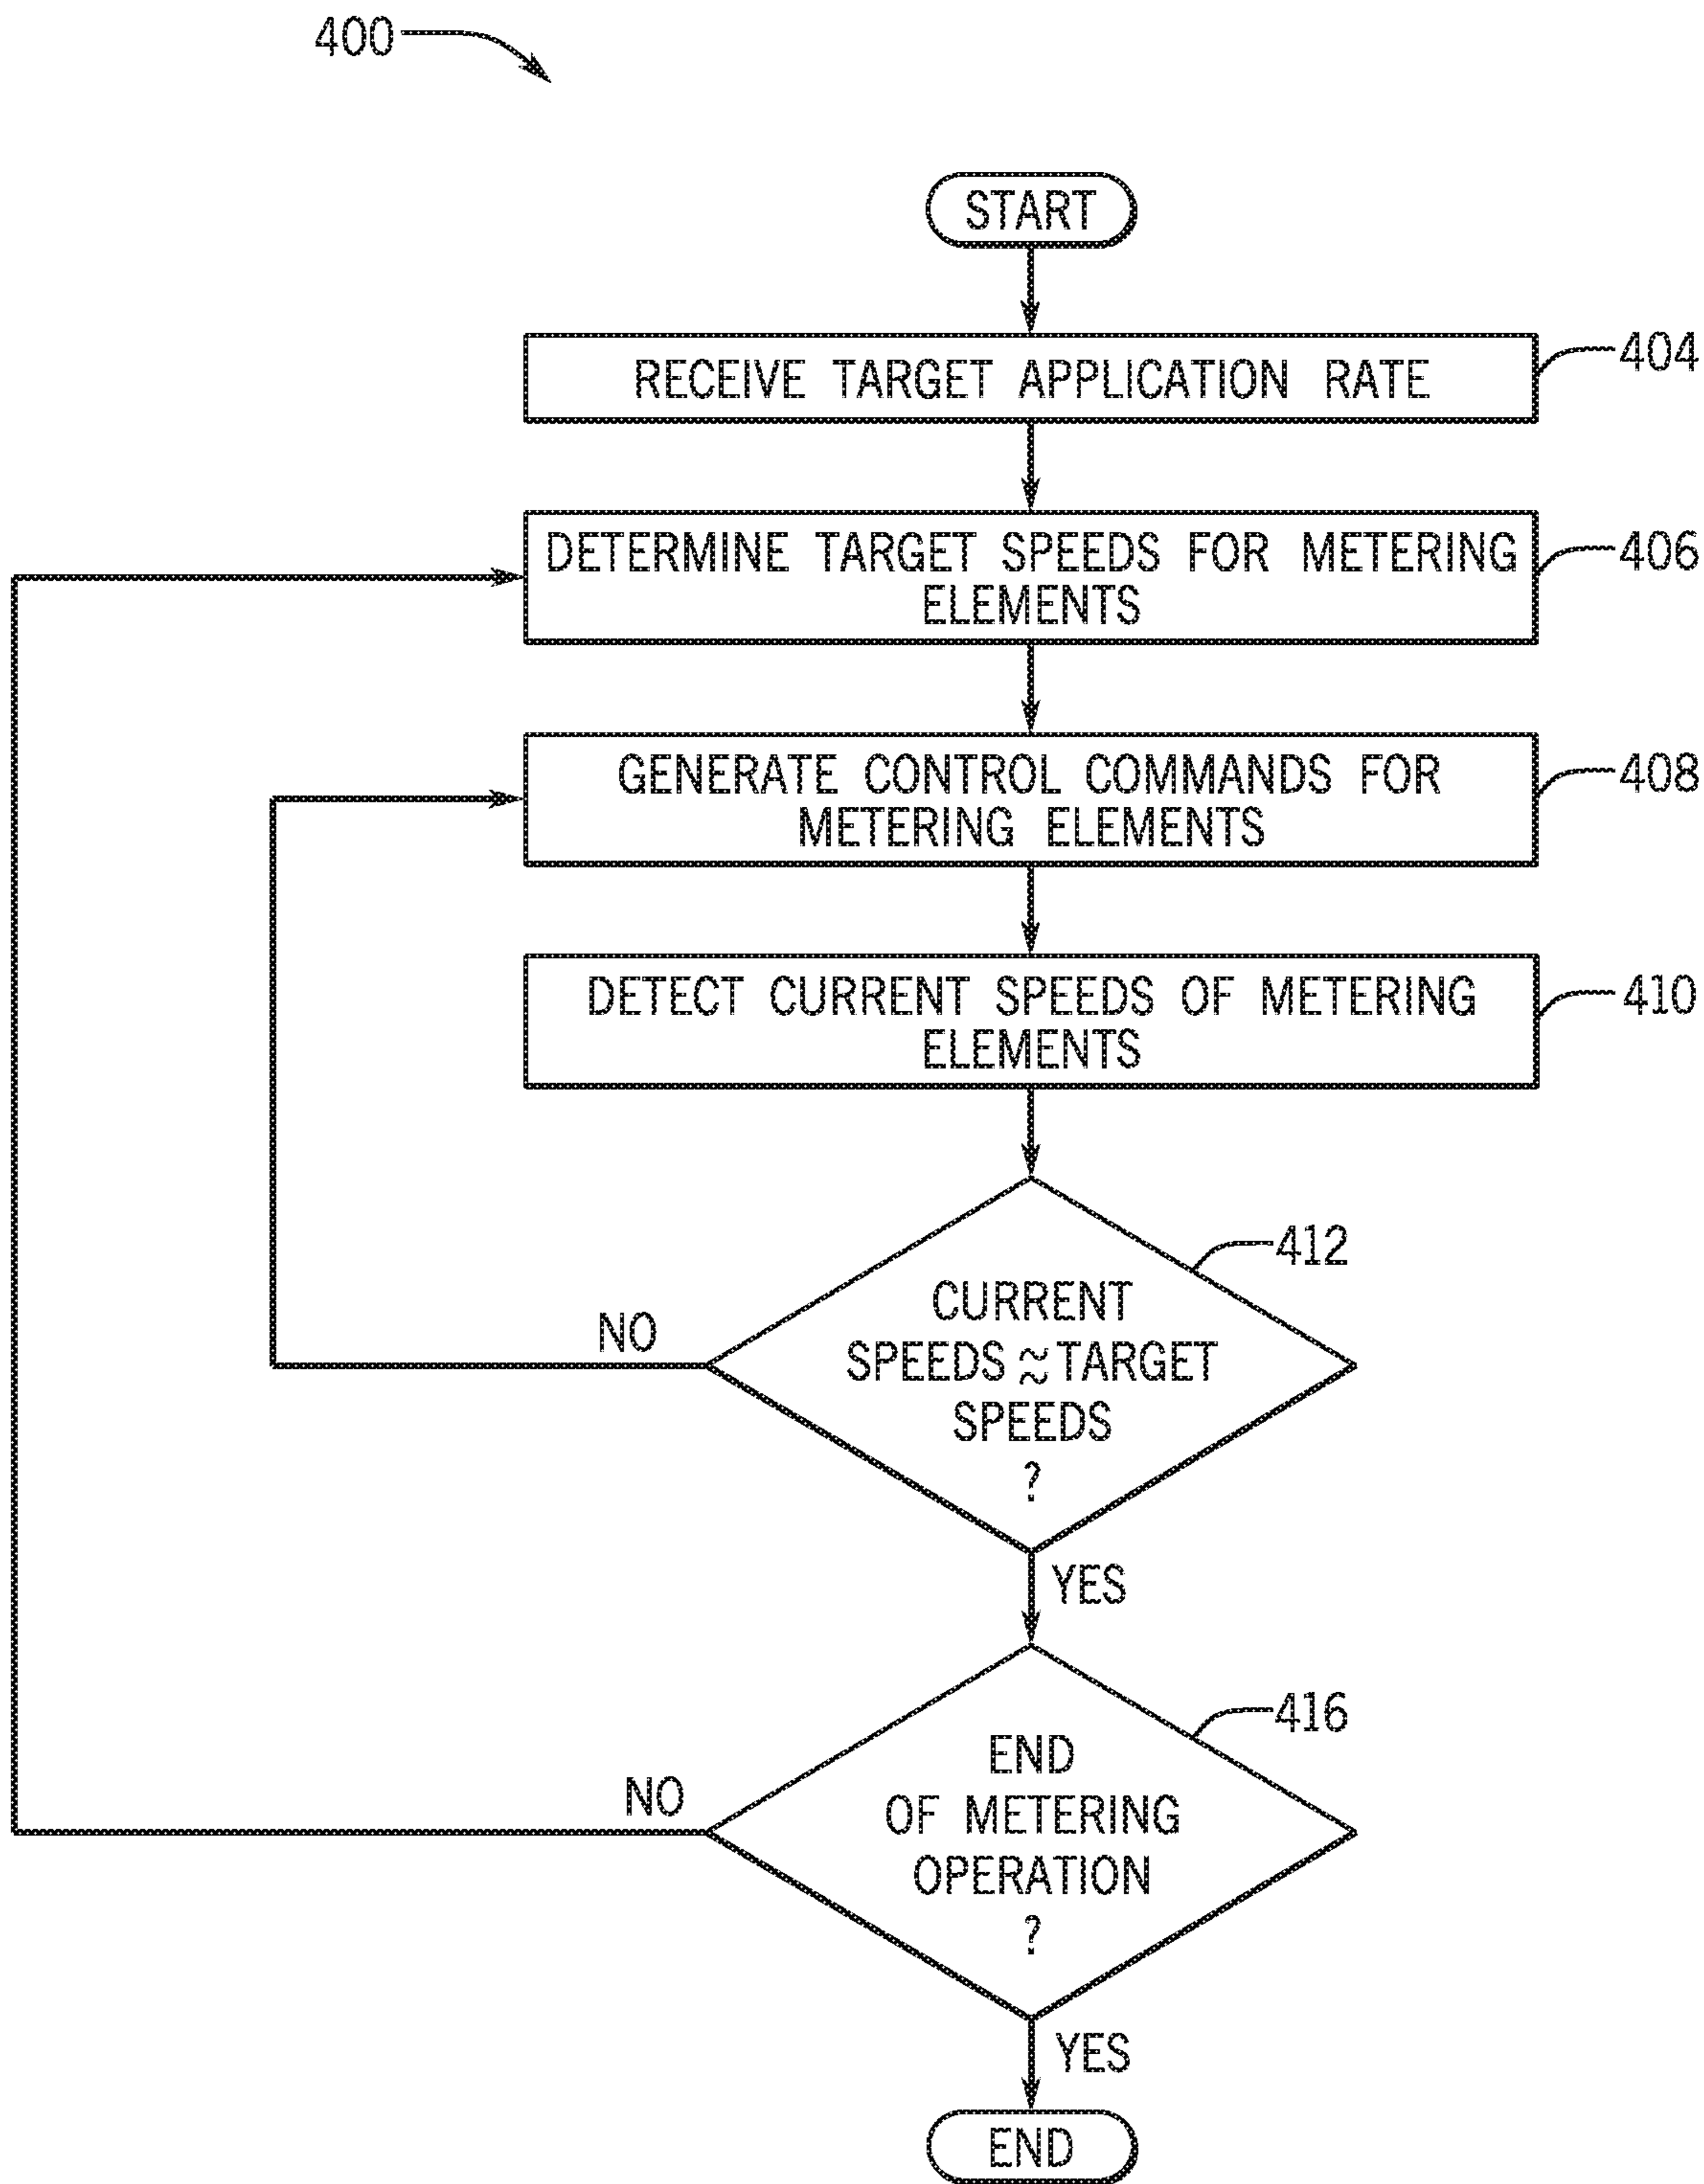 400
START
RECEIVE TARGET APPLICATION RATE
404
DETERMINE TARGET SPEEDS FOR METERING
ELEMENTS
406
GENERATE CONTROL COMMANDS FOR
METERING ELEMENTS
408
DETECT CURRENT SPEEDS OF METERING
ELEMENTS
410
412
CURRENT
SPEEDS ≈ TARGET
SPEEDS
?
NO
YES
416
END
OF METERING
OPERATION
?
NO
YES
END